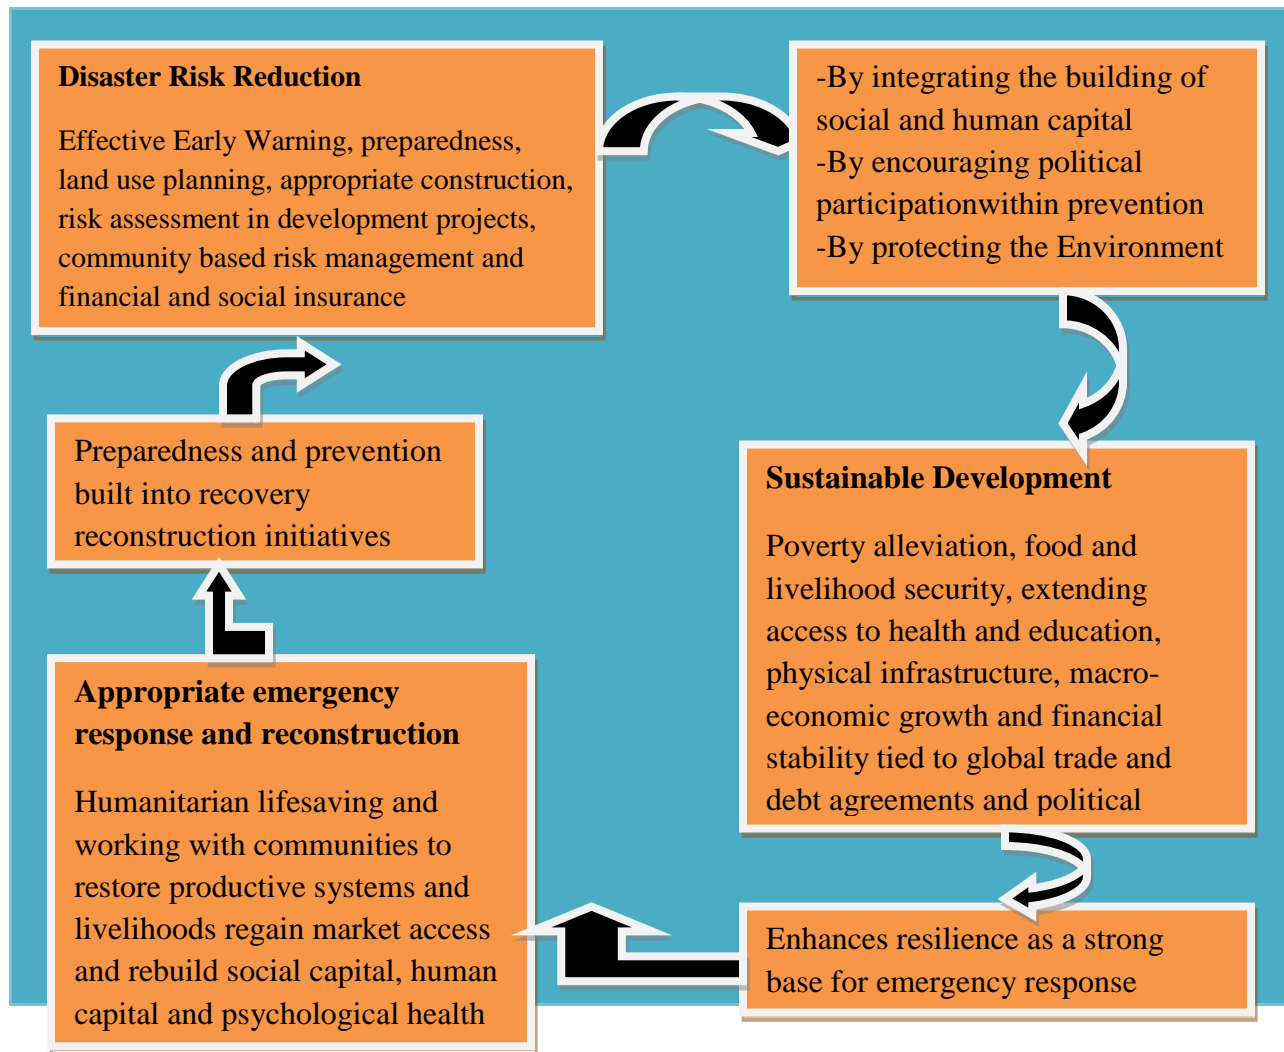 Disaster Risk Reduction
Effective Early Warning, preparedness,
land use planning, appropriate construction,
risk assessment in development projects,
community based risk management and
financial and social insurance
-By integrating the building of
social and human capital
-By encouraging political
participationwithin prevention
-By protecting the Environment
Sustainable Development
Poverty alleviation, food and
livelihood security, extending
access to health and education,
physical infrastructure, macro-
economic growth and financial
stability tied to global trade and
debt agreements and political
Enhances resilience as a strong
base for emergency response
Appropriate emergency
response and reconstruction
Humanitarian lifesaving and
working with communities to
restore productive systems and
livelihoods regain market access
and rebuild social capital, human
capital and psychological health
Preparedness and prevention
built into recovery
reconstruction initiatives